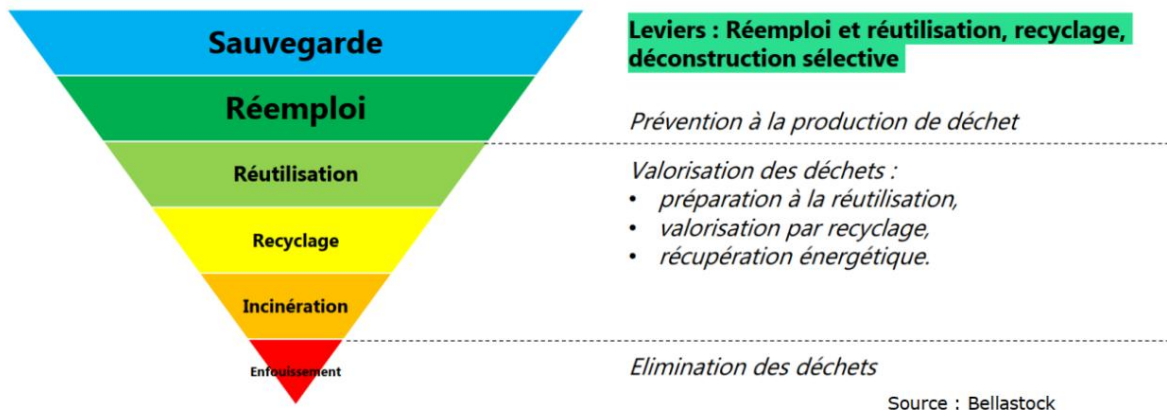 Sauvegarde
Réemploi
Réutilisation
Recyclage
Incinération
Enfouissement
Leviers : Réemploi et réutilisation, recyclage,
déconstruction sélective
Prévention à la production de déchet
Valorisation des déchets :
• préparation à la réutilisation,
• valorisation par recyclage,
• récupération énergétique.
Elimination des déchets
Source : Bellastock